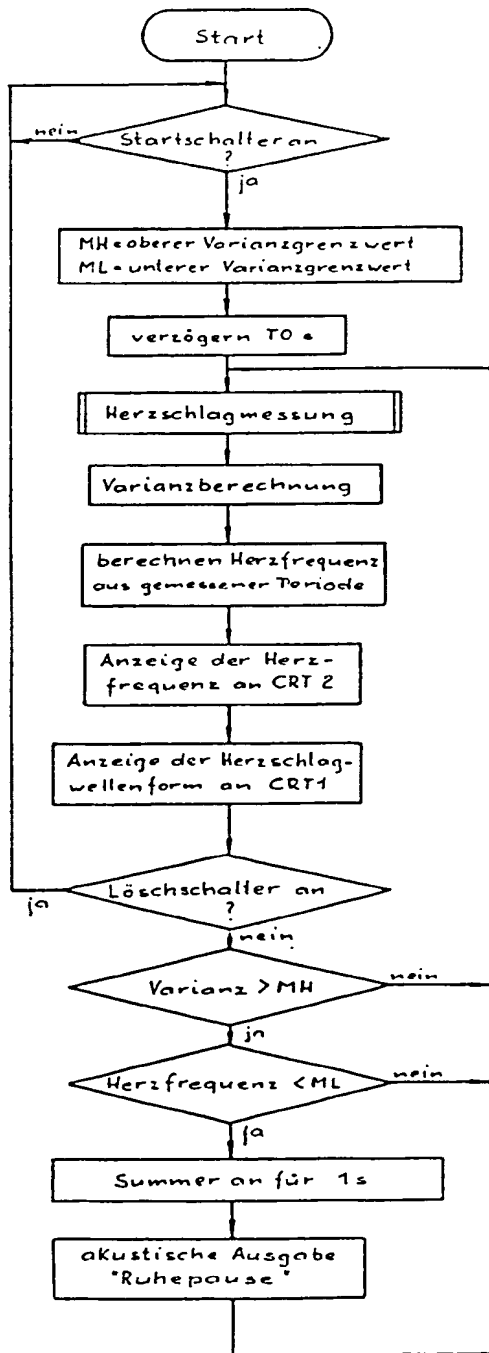 Start
nein
Startschalter an
?
ja
MH=oberer Varianzgrenzwert
ML=unterer Varianzgrenzwert
verzögern T0 s
Herzschlagmessung
Varianzberechnung
berechnen Herzfrequenz
aus gemessener Periode
Anzeige der Herz-
frequenz an CRT 2
Anzeige der Herzschlag-
wellenform an CRT1
Löschschalter an
?
ja
nein
Varianz > MH
nein
ja
Herzfrequenz < ML
nein
ja
Summer an für 1s
akustische Ausgabe
"Ruhepause"